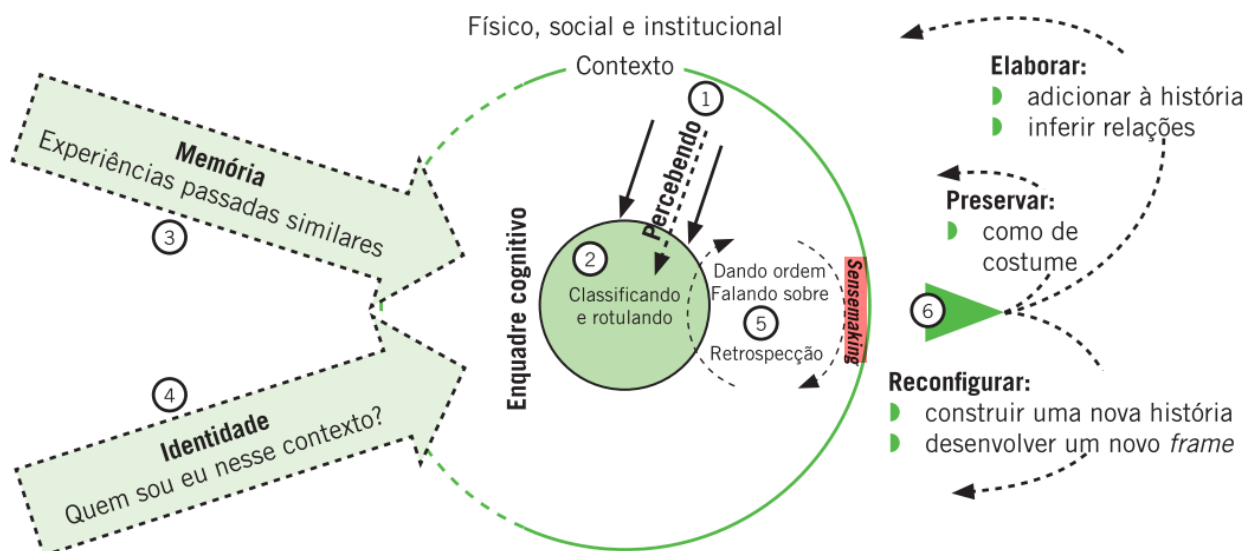 Físico, social e institucional
Contexto
1
Percebendo
Memória
Experiências passadas similares
3
Identidade
Quem sou eu nesse contexto?
4
Enquadre cognitivo
2
Classificando
e rotulando
Dando ordem
Falando sobre
5
Retrospecção
Sensemaking
6
Elaborar:
adicionar à história
inferir relações
Preservar:
como de
costume
Reconfigurar:
construir uma nova história
desenvolver um novo frame